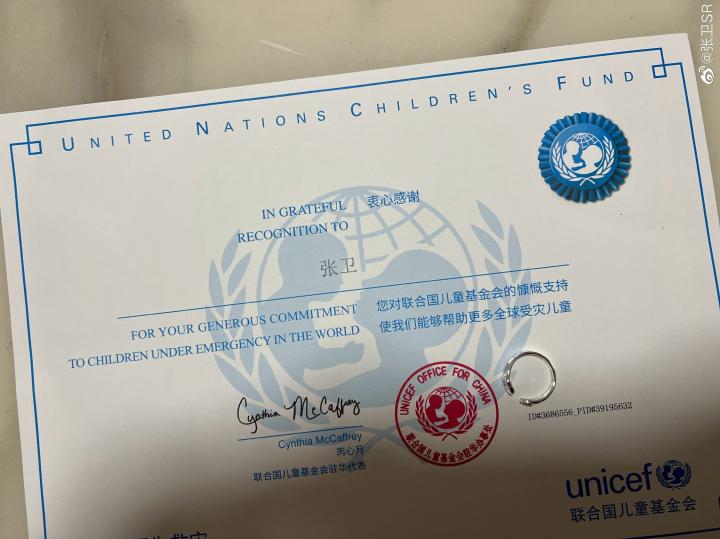 @张卫SR
UNITED NATIONS CHILDREN'S FUND
IN GRATEFUL
RECOGNITION TO
衷心感谢
张卫
FOR YOUR GENEROUS COMMITMENT
TO CHILDREN UNDER EMERGENCY IN THE WORLD
您对联合国儿童基金会的慷慨支持
使我们能够帮助更多全球受灾儿童
Cynthia McCaffrey
Cynthia McCaffrey
芮心月
联合国儿童基金会驻华代表
UNICEF OFFICE FOR CHINA
联合国儿童基金会驻华办事处
ID#3686556_PID#39195632
unicef
联合国儿童基金会